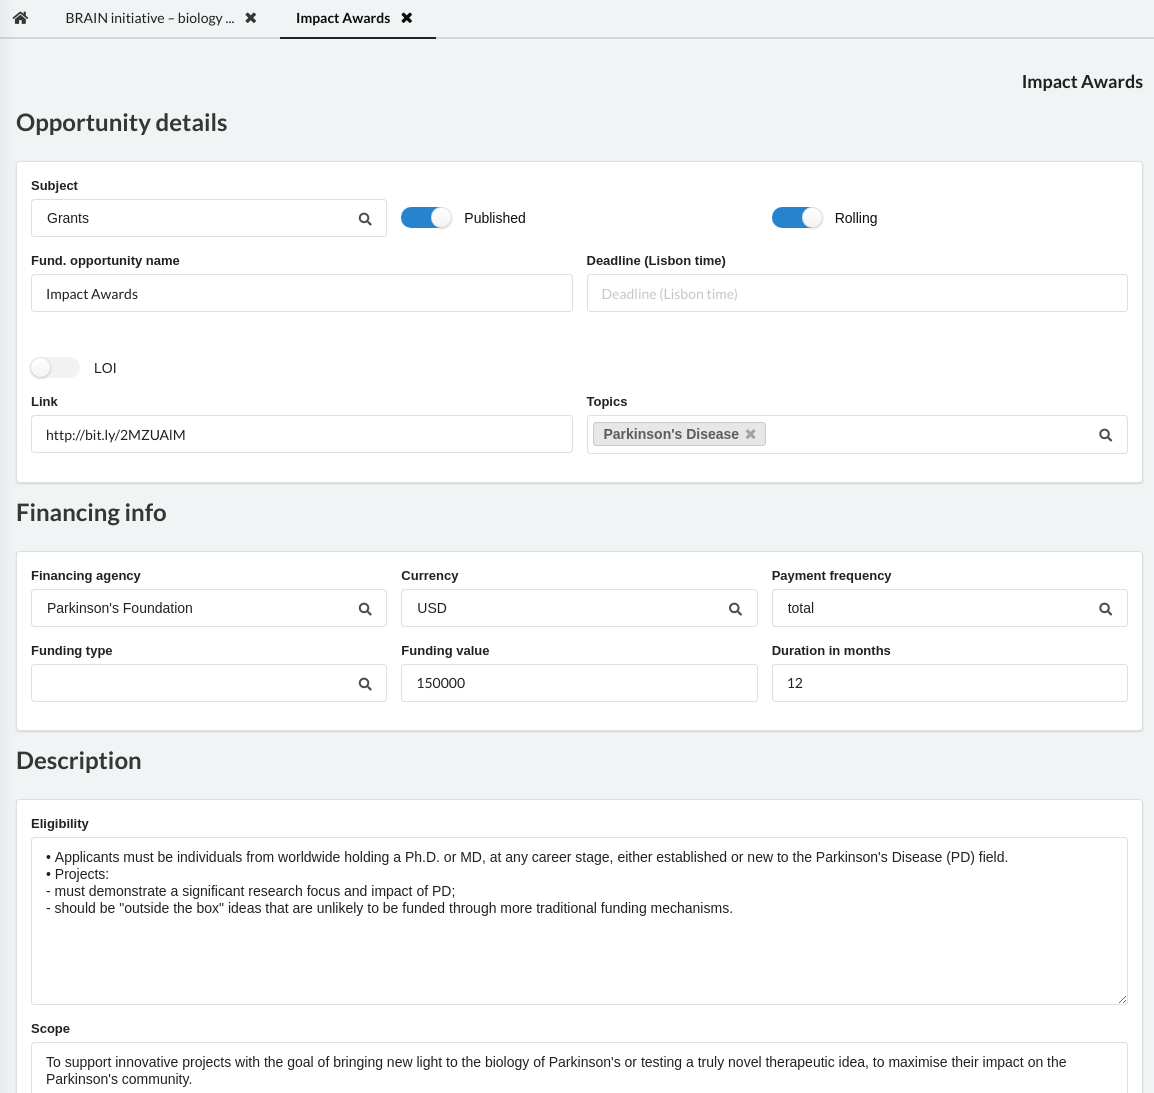 BRAIN initiative – biology ...
Impact Awards
Impact Awards
Opportunity details
Subject
Grants
Published
Rolling
Fund. opportunity name
Deadline (Lisbon time)
Impact Awards
Deadline (Lisbon time)
LOI
Link
Topics
http://bit.ly/2MZUAlM
Parkinson's Disease
Financing info
Financing agency
Currency
Payment frequency
Parkinson's Foundation
USD
total
Funding type
Funding value
Duration in months
150000
12
Description
Eligibility
• Applicants must be individuals from worldwide holding a Ph.D. or MD, at any career stage, either established or new to the Parkinson's Disease (PD) field.
• Projects:
- must demonstrate a significant research focus and impact of PD;
- should be "outside the box" ideas that are unlikely to be funded through more traditional funding mechanisms.
Scope
To support innovative projects with the goal of bringing new light to the biology of Parkinson's or testing a truly novel therapeutic idea, to maximise their impact on the
Parkinson's community.